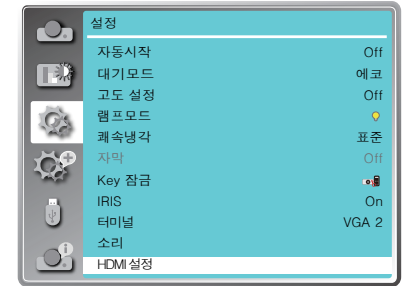 설정
자동시작 Off
대기모드 에코
고도 설정 Off
램프모드
쾌속냉각 표준
자막 Off
Key 잠금
IRIS On
터미널 VGA 2
소리
HDMI 설정